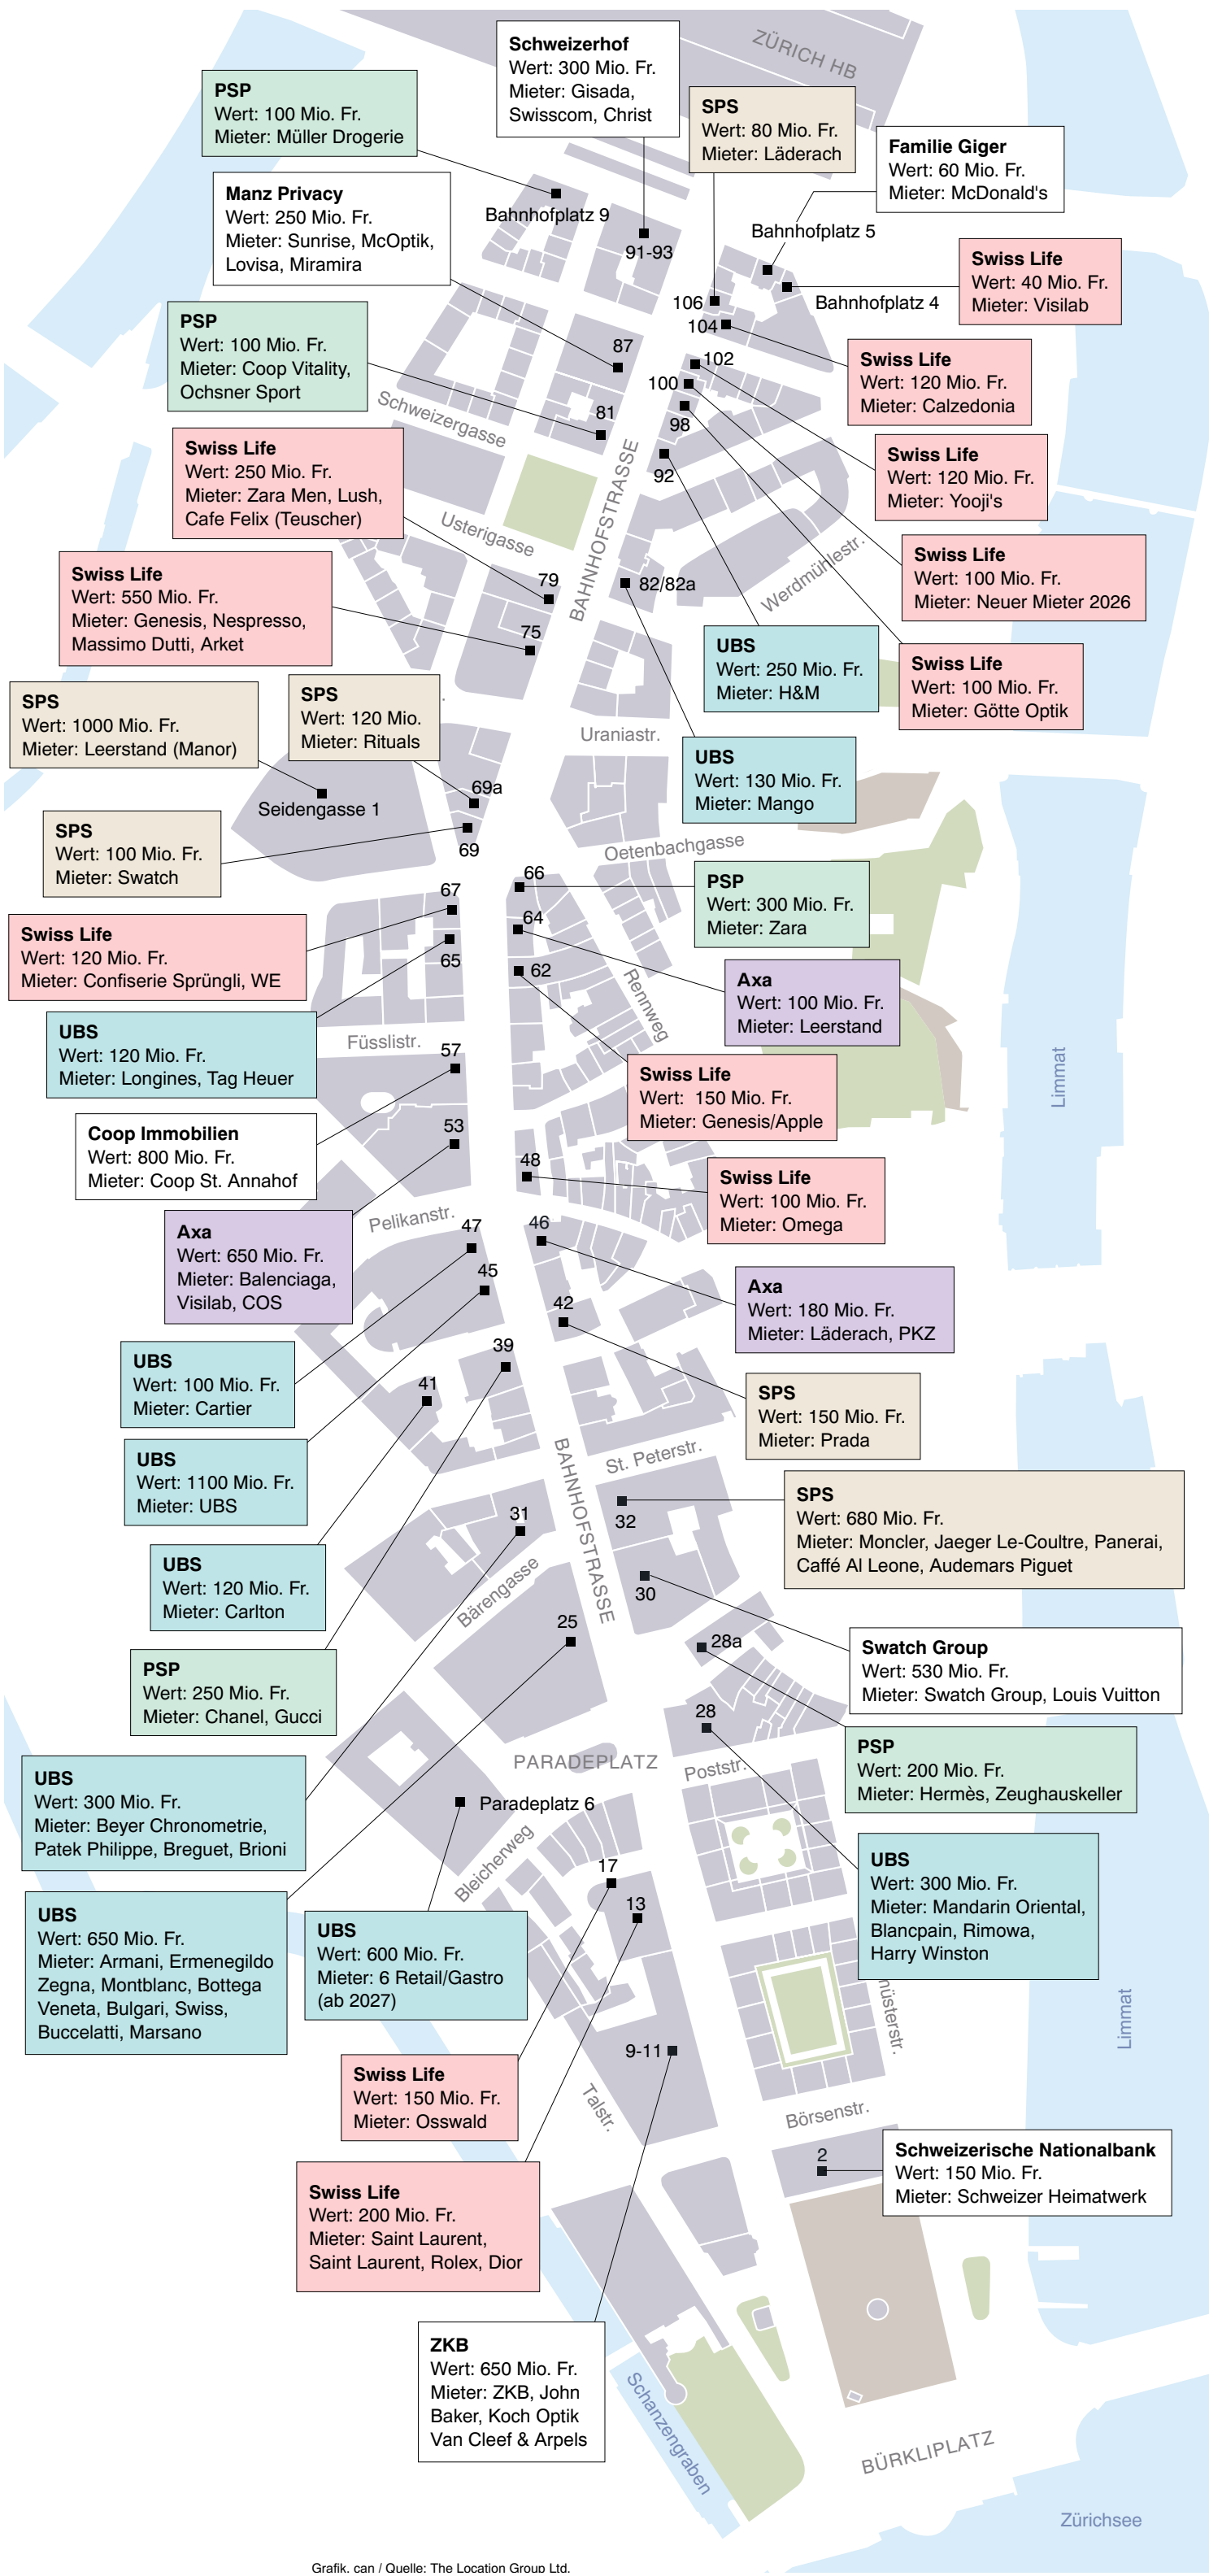 ZÜRICH HB
Schweizerhof
Wert: 300 Mio. Fr.
Mieter: Gisada,
Swisscom, Christ
PSP
Wert: 100 Mio. Fr.
Mieter: Müller Drogerie
SPS
Wert: 80 Mio. Fr.
Mieter: Läderach
Familie Giger
Wert: 60 Mio. Fr.
Mieter: McDonald's
Manz Privacy
Wert: 250 Mio. Fr.
Mieter: Sunrise, McOptik,
Lovisa, Miramira
Bahnhofplatz 9
91-93
Bahnhofplatz 5
Swiss Life
Wert: 40 Mio. Fr.
Mieter: Visilab
Bahnhofplatz 4
106
104
PSP
Wert: 100 Mio. Fr.
Mieter: Coop Vitality,
Ochsner Sport
87
102
100
98
Swiss Life
Wert: 120 Mio. Fr.
Mieter: Calzedonia
81
92
Schweizergasse
BAHNHOFSTRASSE
Swiss Life
Wert: 250 Mio. Fr.
Mieter: Zara Men, Lush,
Cafe Felix (Teuscher)
Swiss Life
Wert: 120 Mio. Fr.
Mieter: Yooji's
Usterigasse
Werdmühlestr.
Swiss Life
Wert: 100 Mio. Fr.
Mieter: Neuer Mieter 2026
Swiss Life
Wert: 550 Mio. Fr.
Mieter: Genesis, Nespresso,
Massimo Dutti, Arket
79
82/82a
75
UBS
Wert: 250 Mio. Fr.
Mieter: H&M
Swiss Life
Wert: 100 Mio. Fr.
Mieter: Götte Optik
SPS
Wert: 1000 Mio. Fr.
Mieter: Leerstand (Manor)
SPS
Wert: 120 Mio.
Mieter: Rituals
Uraniastr.
UBS
Wert: 130 Mio. Fr.
Mieter: Mango
Seidengasse 1
69a
69
SPS
Wert: 100 Mio. Fr.
Mieter: Swatch
Oetenbachgasse
66
PSP
Wert: 300 Mio. Fr.
Mieter: Zara
67
64
Swiss Life
Wert: 120 Mio. Fr.
Mieter: Confiserie Sprüngli, WE
65
62
Rennweg
Axa
Wert: 100 Mio. Fr.
Mieter: Leerstand
UBS
Wert: 120 Mio. Fr.
Mieter: Longines, Tag Heuer
Füsslistr.
57
Limmat
Swiss Life
Wert: 150 Mio. Fr.
Mieter: Genesis/Apple
Coop Immobilien
Wert: 800 Mio. Fr.
Mieter: Coop St. Annahof
53
48
Swiss Life
Wert: 100 Mio. Fr.
Mieter: Omega
Pelikanstr.
47
46
Axa
Wert: 650 Mio. Fr.
Mieter: Balenciaga,
Visilab, COS
45
42
Axa
Wert: 180 Mio. Fr.
Mieter: Läderach, PKZ
UBS
Wert: 100 Mio. Fr.
Mieter: Cartier
39
41
SPS
Wert: 150 Mio. Fr.
Mieter: Prada
UBS
Wert: 1100 Mio. Fr.
Mieter: UBS
BAHNHOFSTRASSE
St. Peterstr.
SPS
Wert: 680 Mio. Fr.
Mieter: Moncler, Jaeger Le-Coultre, Panerai,
Caffé Al Leone, Audemars Piguet
31
32
UBS
Wert: 120 Mio. Fr.
Mieter: Carlton
Bärengasse
30
25
28a
Swatch Group
Wert: 530 Mio. Fr.
Mieter: Swatch Group, Louis Vuitton
PSP
Wert: 250 Mio. Fr.
Mieter: Chanel, Gucci
28
PARADEPLATZ
Poststr.
PSP
Wert: 200 Mio. Fr.
Mieter: Hermès, Zeughauskeller
UBS
Wert: 300 Mio. Fr.
Mieter: Beyer Chronometrie,
Patek Philippe, Breguet, Brioni
Paradeplatz 6
Bleicherweg
17
13
UBS
Wert: 300 Mio. Fr.
Mieter: Mandarin Oriental,
Blancpain, Rimowa,
Harry Winston
UBS
Wert: 650 Mio. Fr.
Mieter: Armani, Ermenegildo
Zegna, Montblanc, Bottega
Veneta, Bulgari, Swiss,
Buccelatti, Marsano
UBS
Wert: 600 Mio. Fr.
Mieter: 6 Retail/Gastro
(ab 2027)
Limmat
9-11
Swiss Life
Wert: 150 Mio. Fr.
Mieter: Osswald
Talstr.
Börsenstr.
2
Schweizerische Nationalbank
Wert: 150 Mio. Fr.
Mieter: Schweizer Heimatwerk
Swiss Life
Wert: 200 Mio. Fr.
Mieter: Saint Laurent,
Saint Laurent, Rolex, Dior
ZKB
Wert: 650 Mio. Fr.
Mieter: ZKB, John
Baker, Koch Optik
Van Cleef & Arpels
Schanzengraben
BÜRKLIPLATZ
Zürichsee
Grafik. can / Quelle: The Location Group Ltd.